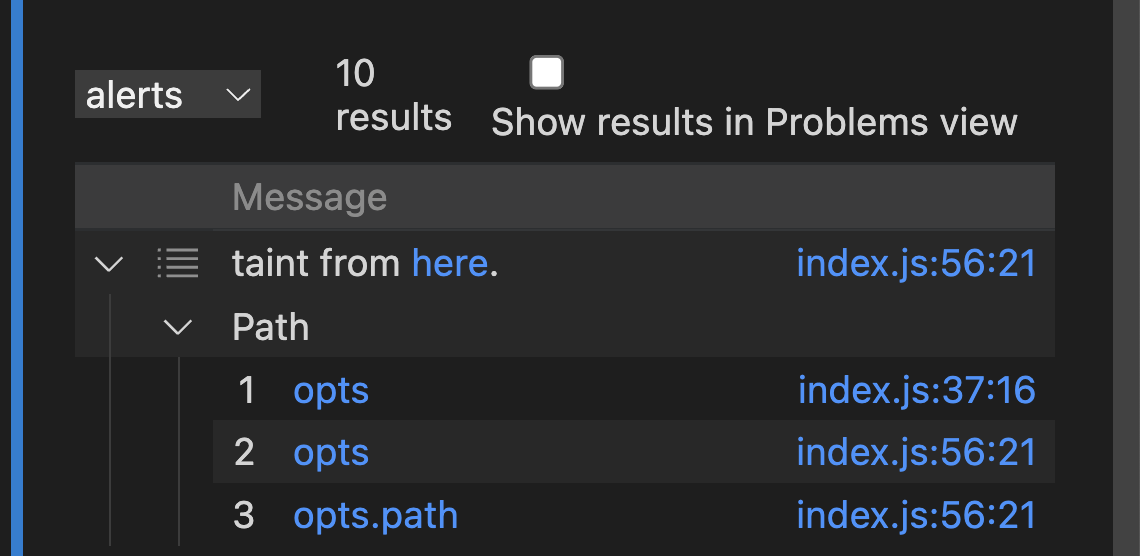 alerts
10
results
Show results in Problems view
Message
taint from here. index.js:56:21
Path
1 opts index.js:37:16
2 opts index.js:56:21
3 opts.path index.js:56:21